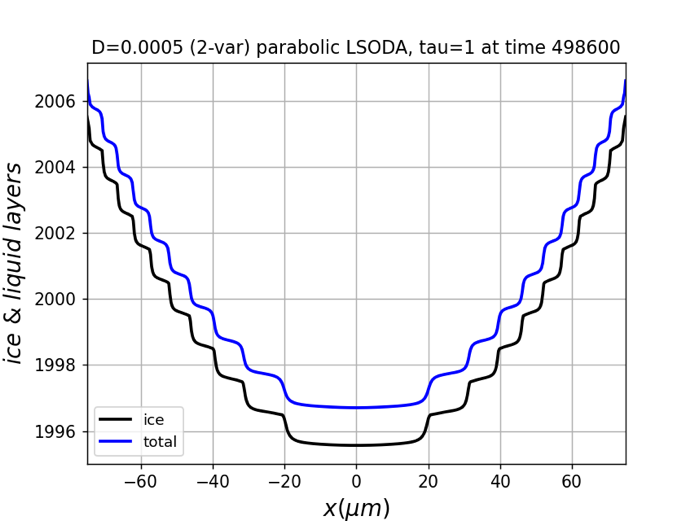 D=0.0005 (2-var) parabolic LSODA, tau=1 at time 498600
ice & liquid layers
2006
2004
2002
2000
1998
1996
ice
total
−60 −40 −20 0 20 40 60
x(μm)